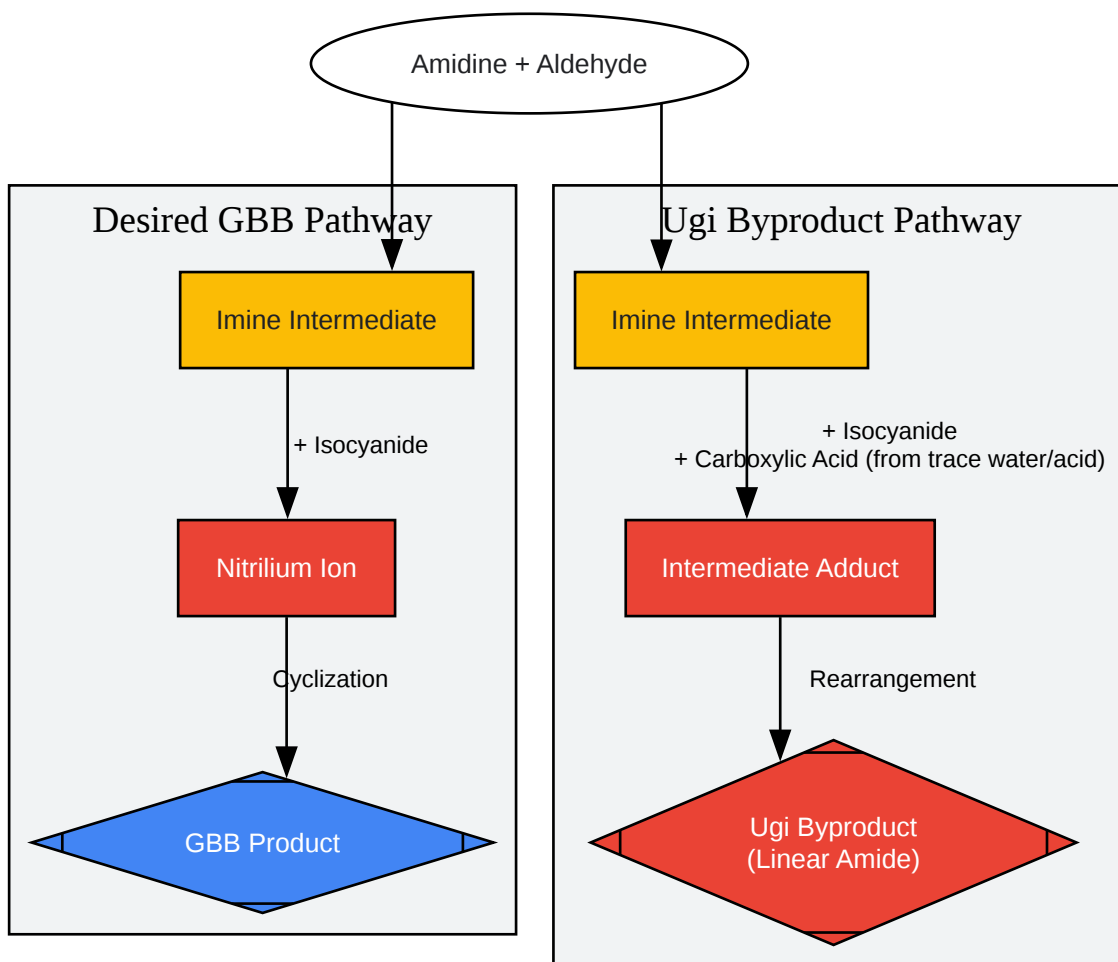 Amidine + Aldehyde
Desired GBB Pathway
Imine Intermediate
+ Isocyanide
Nitrilium Ion
Cyclization
GBB Product
Ugi Byproduct Pathway
Imine Intermediate
+ Isocyanide
+ Carboxylic Acid (from trace water/acid)
Intermediate Adduct
Rearrangement
Ugi Byproduct
(Linear Amide)